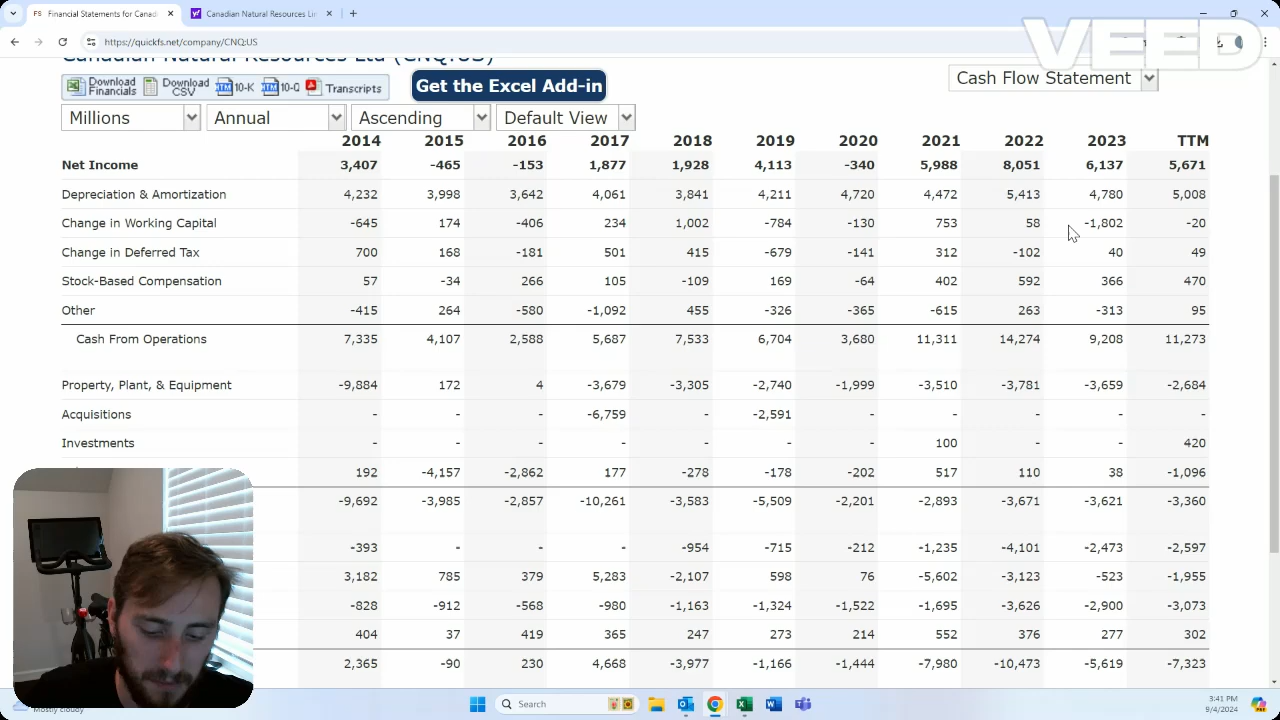 Financial Statements for Canad
Canadian Natural Resources Lir
https://quickfs.net/company/CNQ:US
VEED
Canadian Natural Resources Ltd (CNQ:US)
Download Financials
Download CSV
10-K
10-Q
Transcripts
Get the Excel Add-in
Cash Flow Statement
Millions Annual Ascending Default View
2014 2015 2016 2017 2018 2019 2020 2021 2022 2023 TTM
Net Income 3,407 -465 -153 1,877 1,928 4,113 -340 5,988 8,051 6,137 5,671
Depreciation & Amortization 4,232 3,998 3,642 4,061 3,841 4,211 4,720 4,472 5,413 4,780 5,008
Change in Working Capital -645 174 -406 234 1,002 -784 -130 753 58 -1,802 -20
Change in Deferred Tax 700 168 -181 501 415 -679 -141 312 -102 40 49
Stock-Based Compensation 57 -34 266 105 -109 169 -64 402 592 366 470
Other -415 264 -580 -1,092 455 -326 -365 -615 263 -313 95
Cash From Operations 7,335 4,107 2,588 5,687 7,533 6,704 3,680 11,311 14,274 9,208 11,273
Property, Plant, & Equipment -9,884 172 4 -3,679 -3,305 -2,740 -1,999 -3,510 -3,781 -3,659 -2,684
Acquisitions - - - -6,759 - -2,591 - - - - -
Investments - - - - - - - 100 - - 420
192 -4,157 -2,862 177 -278 -178 -202 517 110 38 -1,096
-9,692 -3,985 -2,857 -10,261 -3,583 -5,509 -2,201 -2,893 -3,671 -3,621 -3,360
-393 - - - -954 -715 -212 -1,235 -4,101 -2,473 -2,597
3,182 785 379 5,283 -2,107 598 76 -5,602 -3,123 -523 -1,955
-828 -912 -568 -980 -1,163 -1,324 -1,522 -1,695 -3,626 -2,900 -3,073
404 37 419 365 247 273 214 552 376 277 302
2,365 -90 230 4,668 -3,977 -1,166 -1,444 -7,980 -10,473 -5,619 -7,323
Mostly cloudy
Search
3:41 PM
9/4/2024